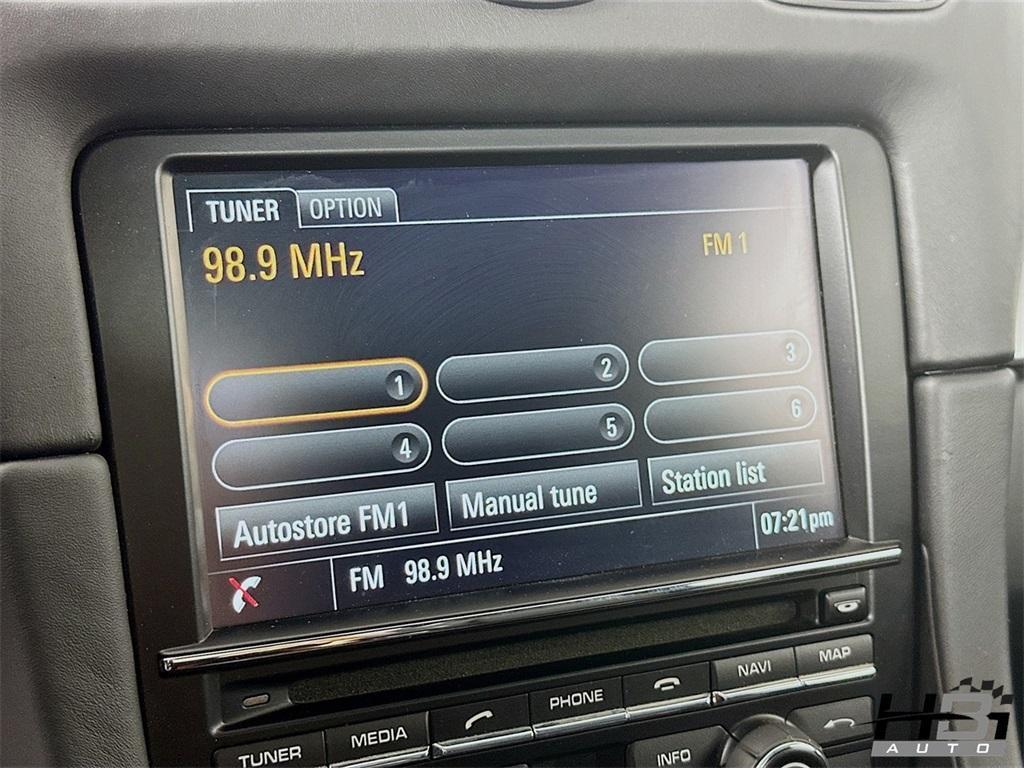 TUNER OPTION
98.9 MHz FM 1
1 2 3
4 5 6
Autostore FM1 Manual tune Station list
FM 98.9 MHz 07:21pm
TUNER MEDIA PHONE NAVI MAP
INFO
HBI
AUTO